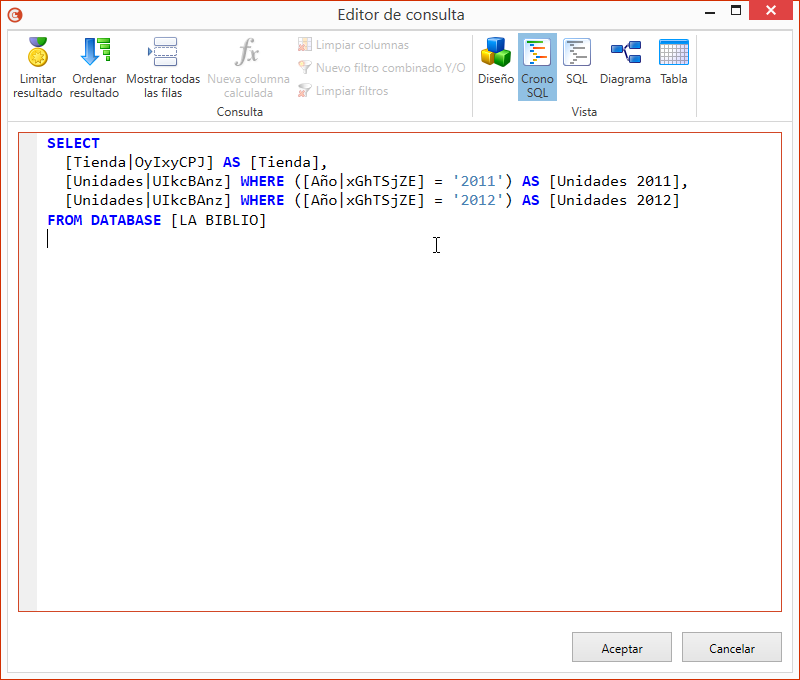 Editor de consulta
Limitar resultado
Ordenar resultado
Mostrar todas las filas
Nueva columna calculada
Limpiar columnas
Nuevo filtro combinado Y/O
Limpiar filtros
Consulta
Diseño
Crono SQL
SQL
Diagrama
Tabla
Vista
SELECT
[Tienda|OyIxyCPJ] AS [Tienda],
[Unidades|UIkcBAnz] WHERE ([Año|xGhTSjZE] = '2011') AS [Unidades 2011],
[Unidades|UIkcBAnz] WHERE ([Año|xGhTSjZE] = '2012') AS [Unidades 2012]
FROM DATABASE [LA BIBLIO]
Aceptar
Cancelar